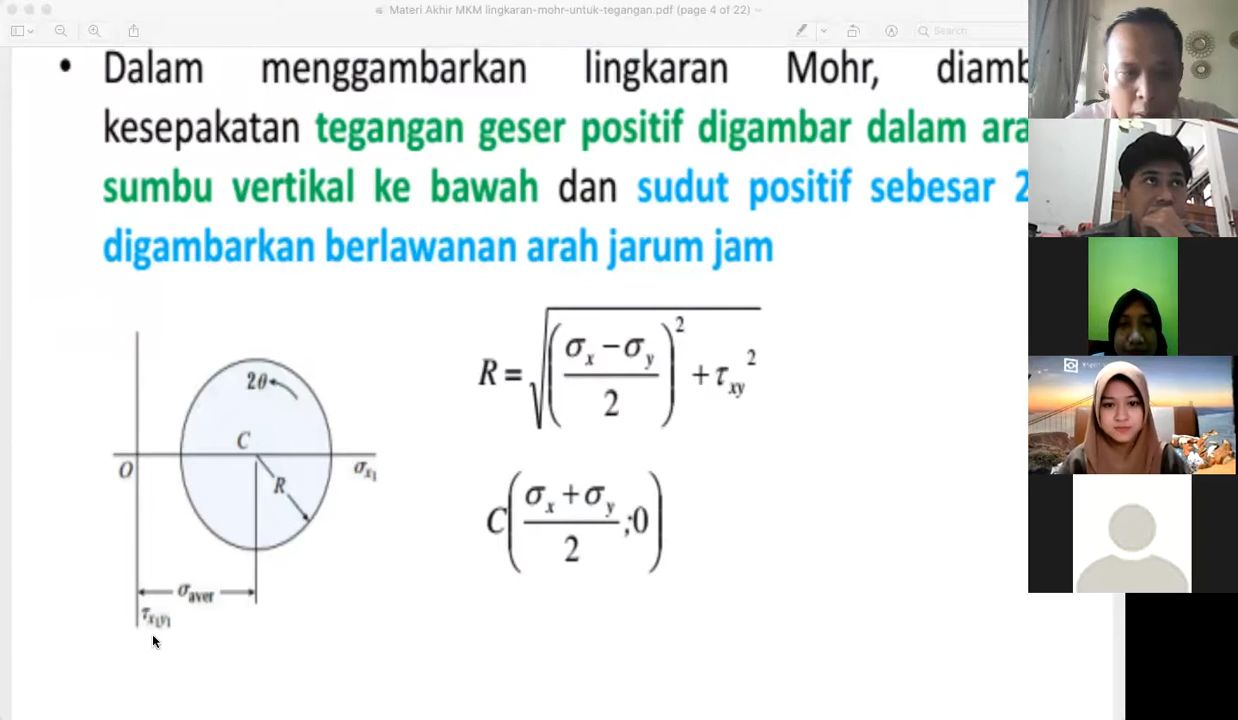 Materi Akhir MKM lingkaran-mohr-untuk-tegangan.pdf (page 4 of 22)
Search
• Dalam menggambarkan lingkaran Mohr, diamb
kesepakatan tegangan geser positif digambar dalam ara
sumbu vertikal ke bawah dan sudut positif sebesar 2
digambarkan berlawanan arah jarum jam
2θ
C
O
R
σx₁
σaver
τx₁y₁
R = √(((σx − σy)/2)² + τxy²)
C((σx + σy)/2 ;0)